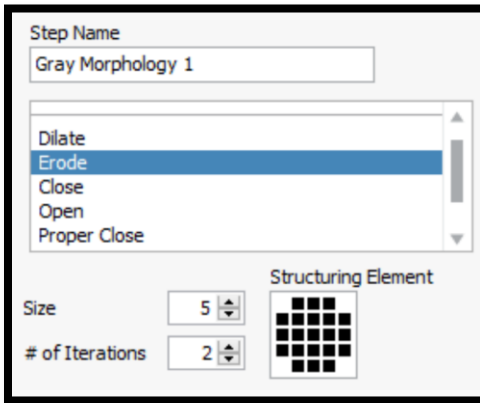 Step Name
Gray Morphology 1
Dilate
Erode
Close
Open
Proper Close
Structuring Element
Size 5
# of Iterations 2